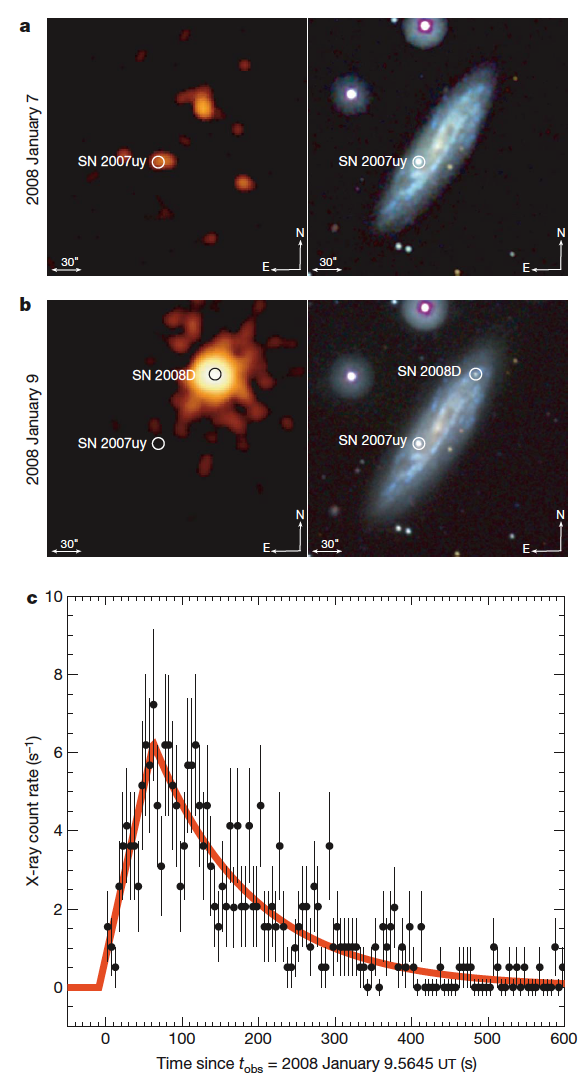 a
2008 January 7
SN 2007uy
30"
E
N
SN 2007uy
30"
E
N
b
2008 January 9
SN 2008D
SN 2007uy
30"
E
N
SN 2008D
SN 2007uy
30"
E
N
c
X-ray count rate (s⁻¹)
10
8
6
4
2
0
0 100 200 300 400 500 600
Time since t_obs = 2008 January 9.5645 UT (s)